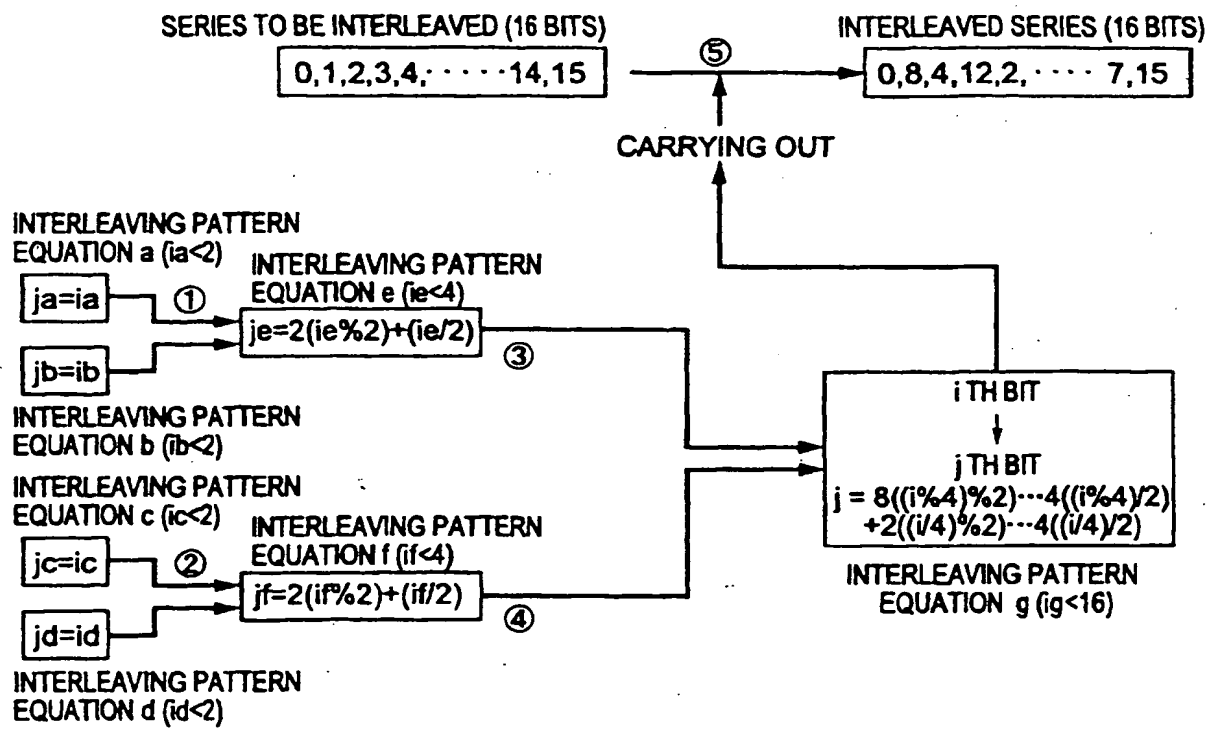 SERIES TO BE INTERLEAVED (16 BITS)
0,1,2,3,4,·····14,15
⑤
INTERLEAVED SERIES (16 BITS)
0,8,4,12,2,···· 7,15
CARRYING OUT
INTERLEAVING PATTERN
EQUATION a (ia<2)
ja=ia
①
jb=ib
INTERLEAVING PATTERN
EQUATION b (ib<2)
INTERLEAVING PATTERN
EQUATION e (ie<4)
je=2(ie%2)+(ie/2)
③
INTERLEAVING PATTERN
EQUATION c (ic<2)
jc=ic
②
jd=id
INTERLEAVING PATTERN
EQUATION d (id<2)
INTERLEAVING PATTERN
EQUATION f (if<4)
jf=2(if%2)+(if/2)
④
i TH BIT
j TH BIT
j = 8((i%4)%2)···4((i%4)/2)
+2((i/4)%2)···4((i/4)/2)
INTERLEAVING PATTERN
EQUATION g (ig<16)